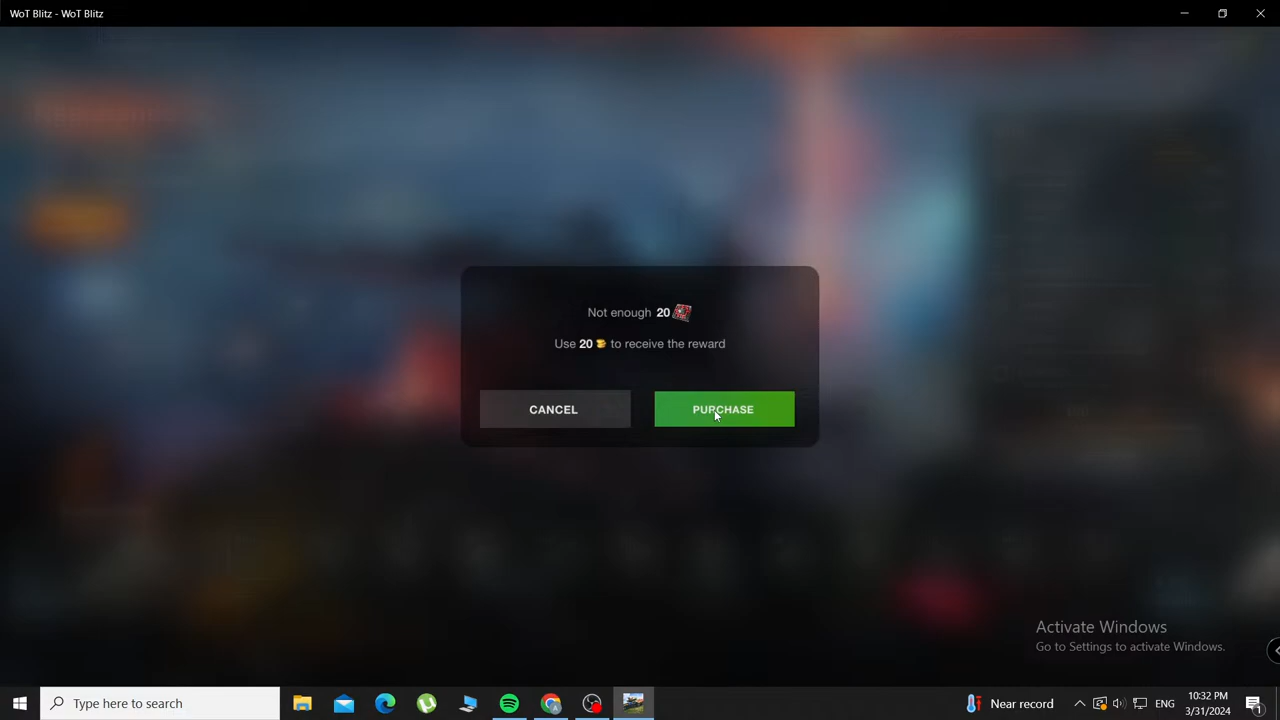 WoT Blitz - WoT Blitz
Not enough 20
Use 20 to receive the reward
CANCEL
PURCHASE
Activate Windows
Go to Settings to activate Windows.
Type here to search
Near record
ENG
10:32 PM
3/31/2024
1